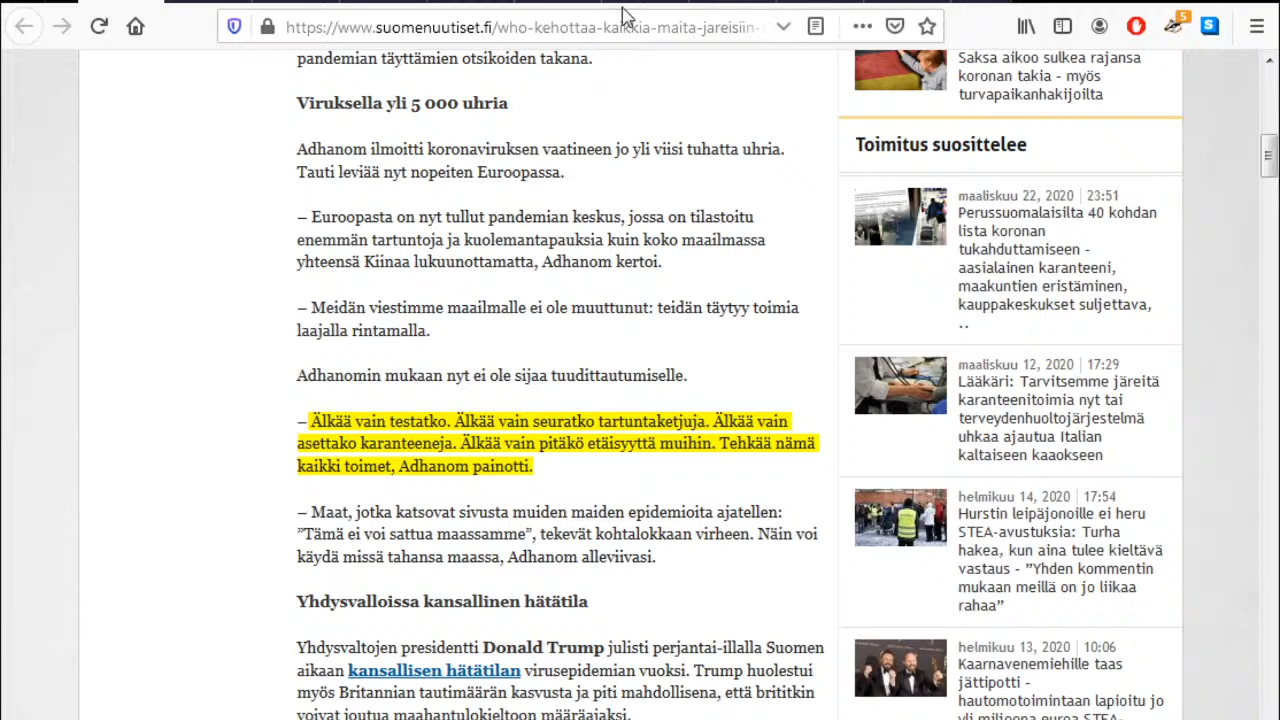 https://www.suomenuutiset.fi/who-kehottaa-kaikkia-maita-jareisiin-
5
S
pandemian täyttämien otsikoiden takana.
Viruksella yli 5 000 uhria
Adhanom ilmoitti koronaviruksen vaatineen jo yli viisi tuhatta uhria.
Tauti leviää nyt nopeiten Euroopassa.
– Euroopasta on nyt tullut pandemian keskus, jossa on tilastoitu
enemmän tartuntoja ja kuolemantapauksia kuin koko maailmassa
yhteensä Kiinaa lukuunottamatta, Adhanom kertoi.
– Meidän viestimme maailmalle ei ole muuttunut: teidän täytyy toimia
laajalla rintamalla.
Adhanomin mukaan nyt ei ole sijaa tuudittautumiselle.
– Älkää vain testatko. Älkää vain seuratko tartuntaketjuja. Älkää vain
asettako karanteeneja. Älkää vain pitäkö etäisyyttä muihin. Tehkää nämä
kaikki toimet, Adhanom painotti.
– Maat, jotka katsovat sivusta muiden maiden epidemioita ajatellen:
”Tämä ei voi sattua maassamme”, tekevät kohtalokkaan virheen. Näin voi
käydä missä tahansa maassa, Adhanom alleviivasi.
Yhdysvalloissa kansallinen hätätila
Yhdysvaltojen presidentti Donald Trump julisti perjantai-illalla Suomen
aikaan kansallisen hätätilan virusepidemian vuoksi. Trump huolestui
myös Britannian tautimäärän kasvusta ja piti mahdollisena, että brititkin
voivat joutua maahantulokieltoon määräajaksi.
Saksa aikoo sulkea rajansa
koronan takia - myös
turvapaikanhakijoilta
Toimitus suosittelee
maaliskuu 22, 2020 | 23:51
Perussuomalaisilta 40 kohdan
lista koronan
tukahduttamiseen -
aasialainen karanteeni,
maakuntien eristäminen,
kauppakeskukset suljettava,
..
maaliskuu 12, 2020 | 17:29
Lääkäri: Tarvitsemme järeitä
karanteenitoimia nyt tai
terveydenhuoltojärjestelmä
uhkaa ajautua Italian
kaltaiseen kaaokseen
helmikuu 14, 2020 | 17:54
Hurstin leipäjonoille ei heru
STEA-avustuksia: Turha
hakea, kun aina tulee kieltävä
vastaus - ”Yhden kommentin
mukaan meillä on jo liikaa
rahaa”
helmikuu 13, 2020 | 10:06
Kaarnavenemiehille taas
jättipotti -
hautomotoimintaan lapioitu jo
yli miljoona euroa STEA-